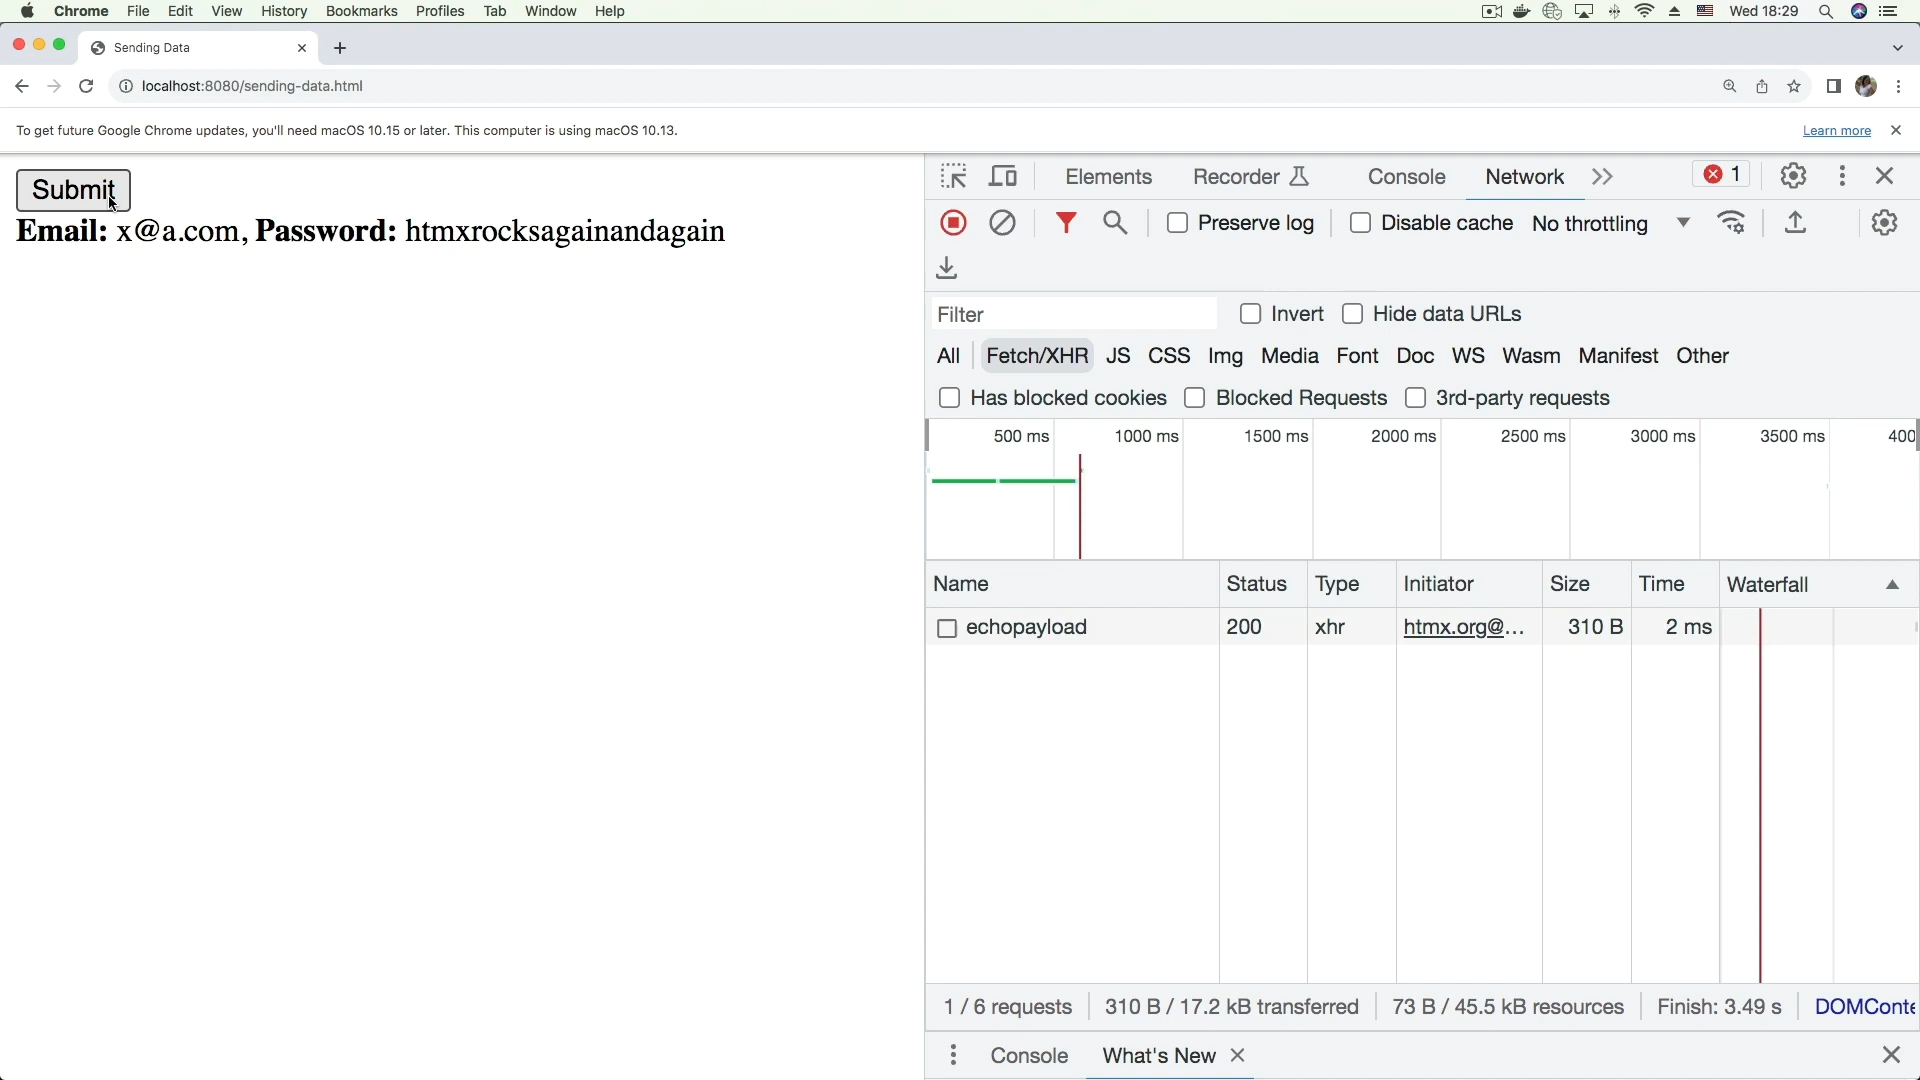 Chrome File Edit View History Bookmarks Profiles Tab Window Help Wed 18:29
Sending Data
localhost:8080/sending-data.html
To get future Google Chrome updates, you'll need macOS 10.15 or later. This computer is using macOS 10.13. Learn more
Submit
Email: x@a.com, Password: htmxrocksagainandagain
Elements Recorder Console Network 1
Preserve log Disable cache No throttling
Filter Invert Hide data URLs
All Fetch/XHR JS CSS Img Media Font Doc WS Wasm Manifest Other
Has blocked cookies Blocked Requests 3rd-party requests
500 ms 1000 ms 1500 ms 2000 ms 2500 ms 3000 ms 3500 ms 400
Name Status Type Initiator Size Time Waterfall
echopayload 200 xhr htmx.org@... 310 B 2 ms
1 / 6 requests 310 B / 17.2 kB transferred 73 B / 45.5 kB resources Finish: 3.49 s DOMConte
Console What's New